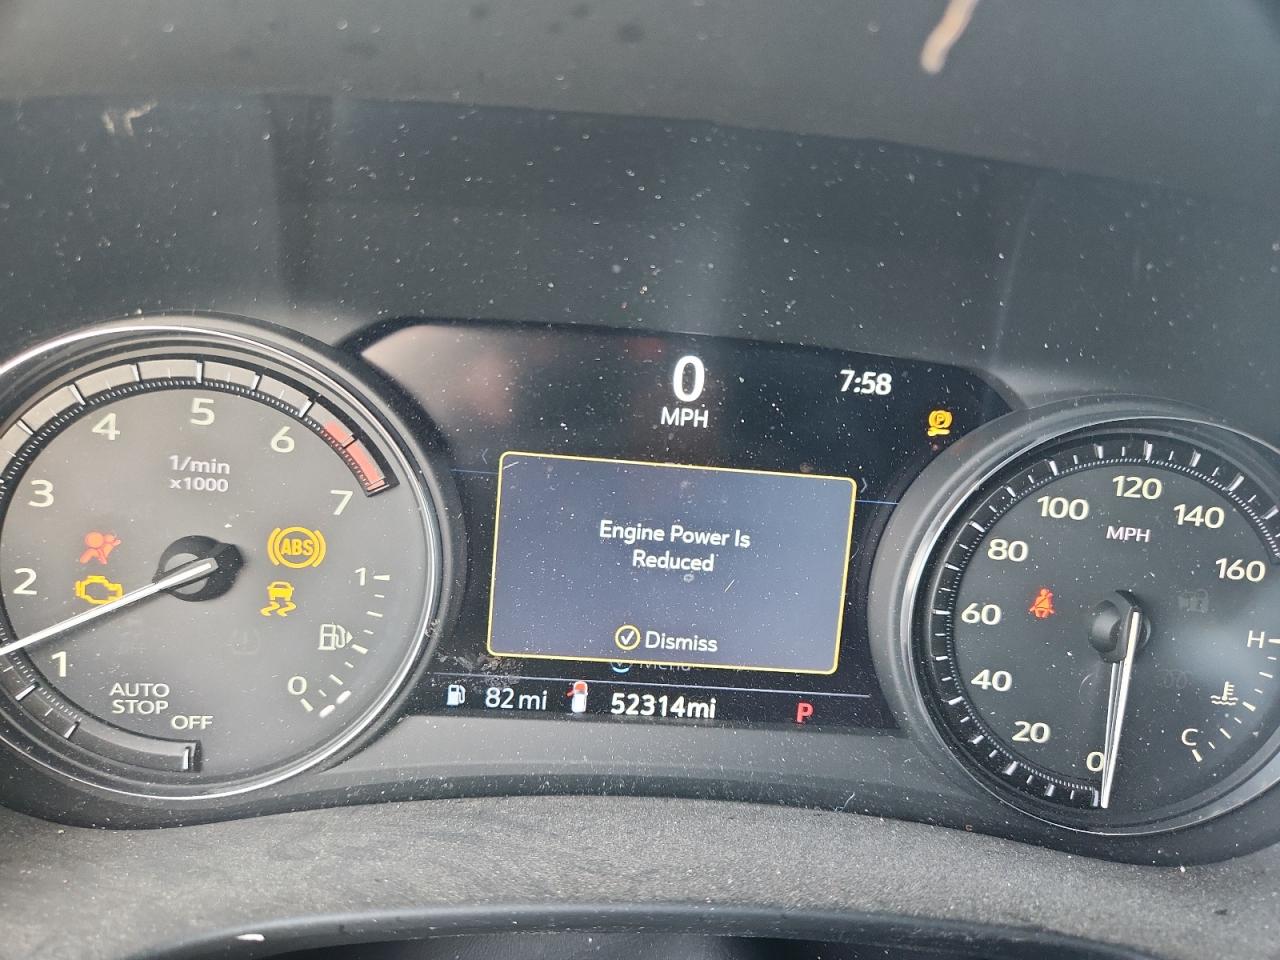 0
MPH
7:58
P
Engine Power Is
Reduced
Dismiss
82 mi
52314mi
P
1
2
3
4
5
6
7
1/min
x1000
ABS
AUTO
STOP
OFF
1
0
0
20
40
60
80
100
120
140
160
MPH
H
C